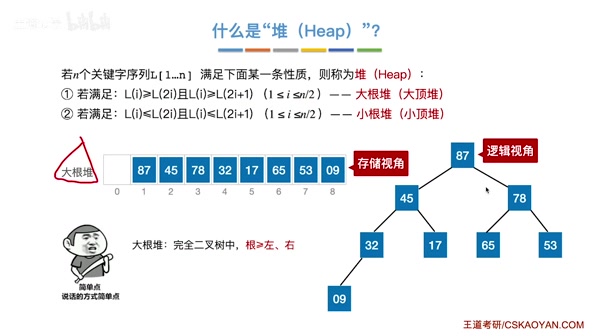 什么是“堆（Heap）”？
若n个关键字序列L[1…n] 满足下面某一条性质，则称为堆（Heap）：
① 若满足：L(i)≥L(2i)且L(i)≥L(2i+1) （1 ≤ i ≤n/2 ）—— 大根堆（大顶堆）
② 若满足：L(i)≤L(2i)且L(i)≤L(2i+1) （1 ≤ i ≤n/2 ）—— 小根堆（小顶堆）
大根堆
87 45 78 32 17 65 53 09
0 1 2 3 4 5 6 7 8
存储视角
逻辑视角
87
45 78
32 17 65 53
09
大根堆：完全二叉树中，根≥左、右
简单点
说话的方式简单点
王道考研/CSKAOYAN.COM